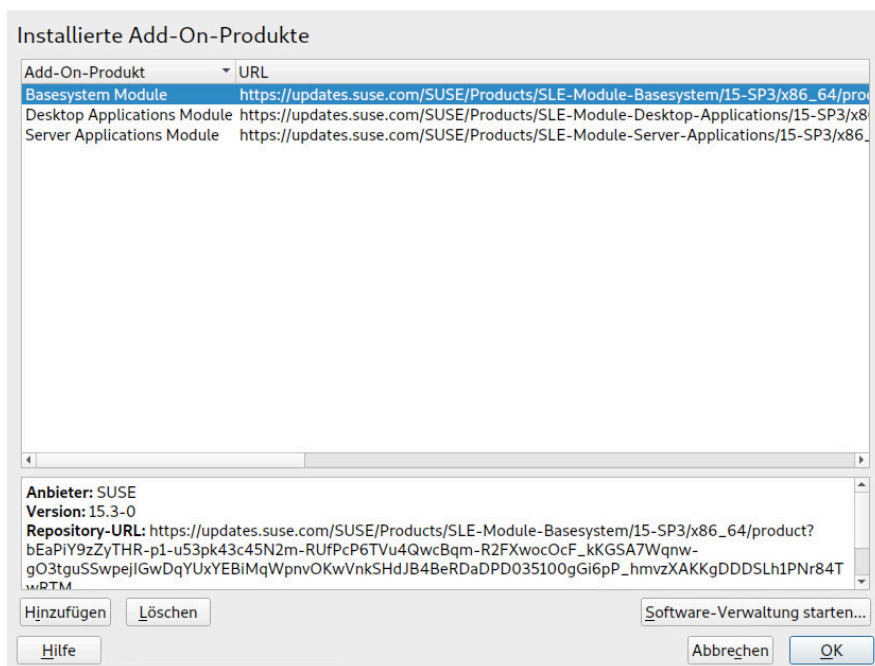 Installierte Add-On-Produkte
Add-On-Produkt URL
Basesystem Module https://updates.suse.com/SUSE/Products/SLE-Module-Basesystem/15-SP3/x86_64/prod
Desktop Applications Module https://updates.suse.com/SUSE/Products/SLE-Module-Desktop-Applications/15-SP3/x8
Server Applications Module https://updates.suse.com/SUSE/Products/SLE-Module-Server-Applications/15-SP3/x86_
Anbieter: SUSE
Version: 15.3-0
Repository-URL: https://updates.suse.com/SUSE/Products/SLE-Module-Basesystem/15-SP3/x86_64/product?
bEaPiY9zZyTHR-p1-u53pk43c45N2m-RUfPcP6TVu4QwcBqm-R2FXwocOcF_kKGSA7Wqnw-
gO3tguSSwpejIGwDqYUxYEBiMqWpnvOKwVnkSHdJB4BeRDaDPD035100gGi6pP_hmvzXAKKgDDDSLh1PNr84T
wRTM
Hinzufügen Löschen Software-Verwaltung starten...
Hilfe Abbrechen OK